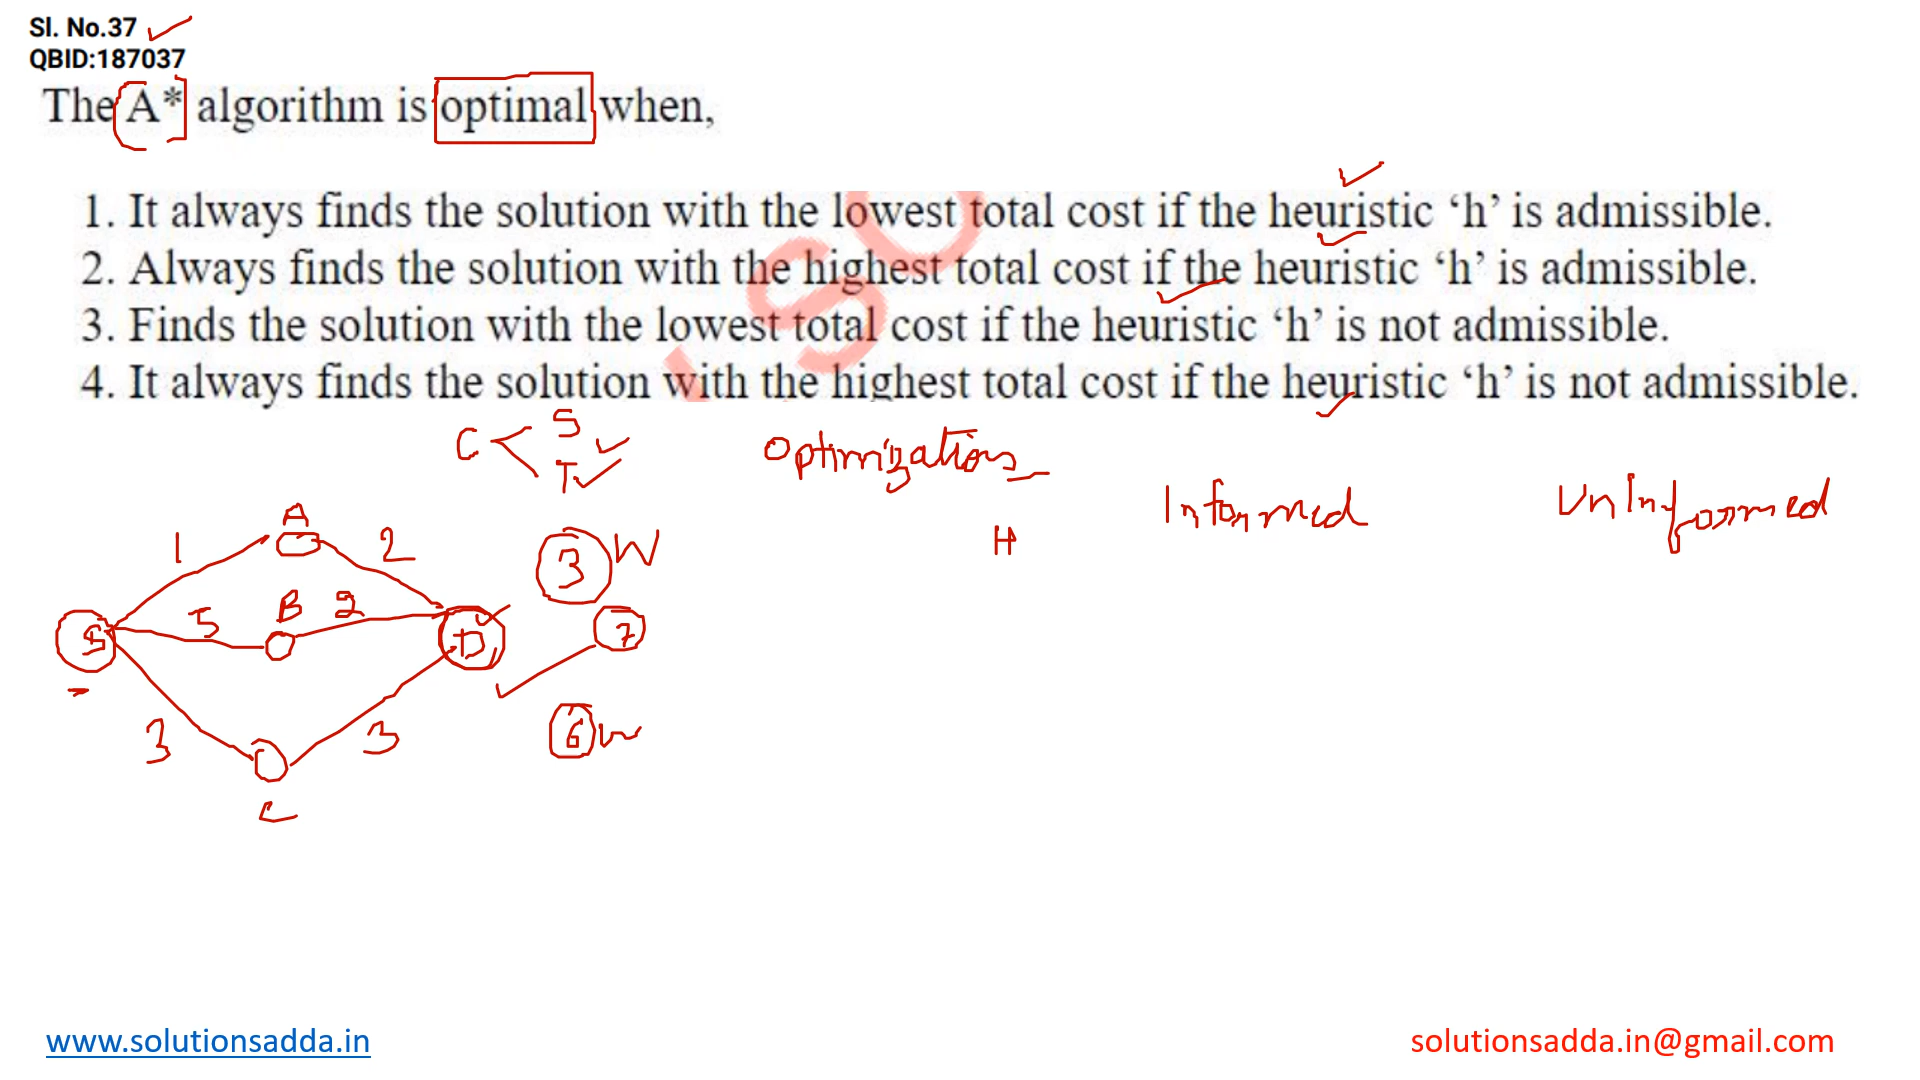 Sl. No.37
QBID:187037
The A* algorithm is optimal when,
1. It always finds the solution with the lowest total cost if the heuristic ‘h’ is admissible.
2. Always finds the solution with the highest total cost if the heuristic ‘h’ is admissible.
3. Finds the solution with the lowest total cost if the heuristic ‘h’ is not admissible.
4. It always finds the solution with the highest total cost if the heuristic ‘h’ is not admissible.
C < S
T
Optimizations
Informed
Uninformed
H
A
1
2
3 W
B
5
2
S
D
7
3
3
6 W
C
www.solutionsadda.in
solutionsadda.in@gmail.com